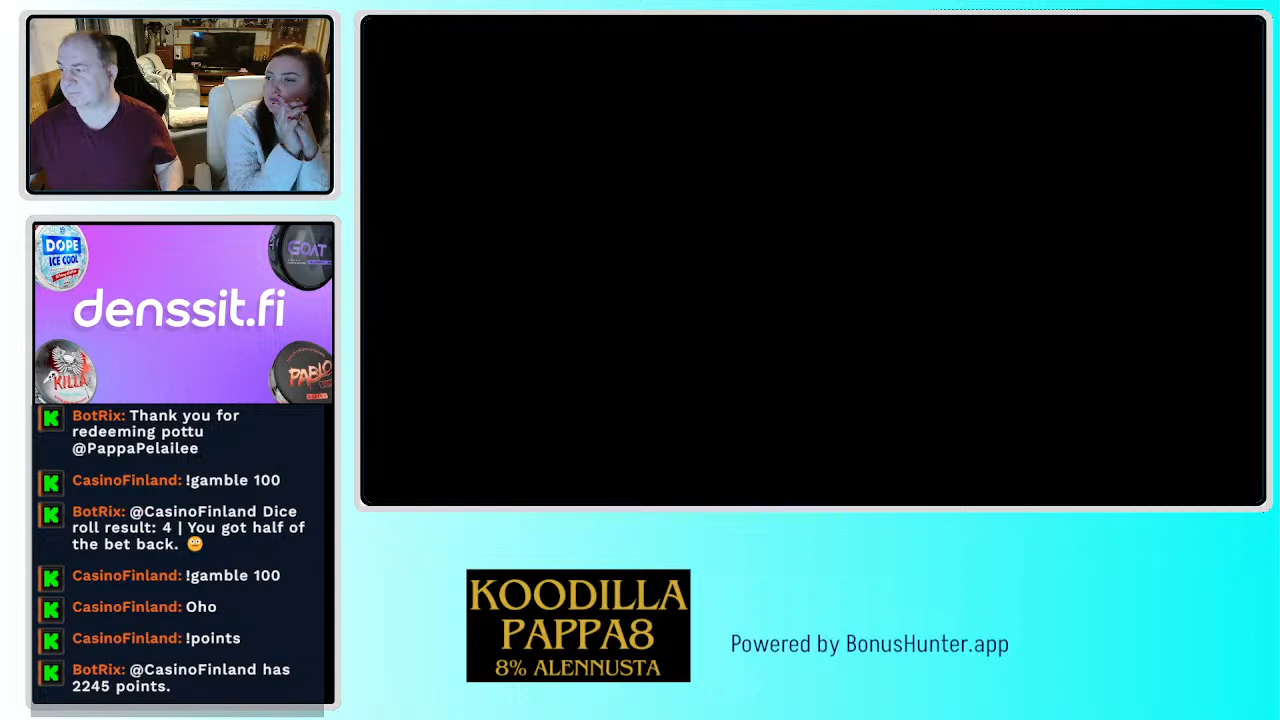 DOPE
ICE COOL
GOAT
denssit.fi
KILLA
PABLO
BotRix: Thank you for
redeeming pottu
@PappaPelailee
CasinoFinland: !gamble 100
BotRix: @CasinoFinland Dice
roll result: 4 | You got half of
the bet back. 😳
CasinoFinland: !gamble 100
CasinoFinland: Oho
CasinoFinland: !points
BotRix: @CasinoFinland has
2245 points.
KOODILLA
PAPPA8
8% ALENNUSTA
Powered by BonusHunter.app